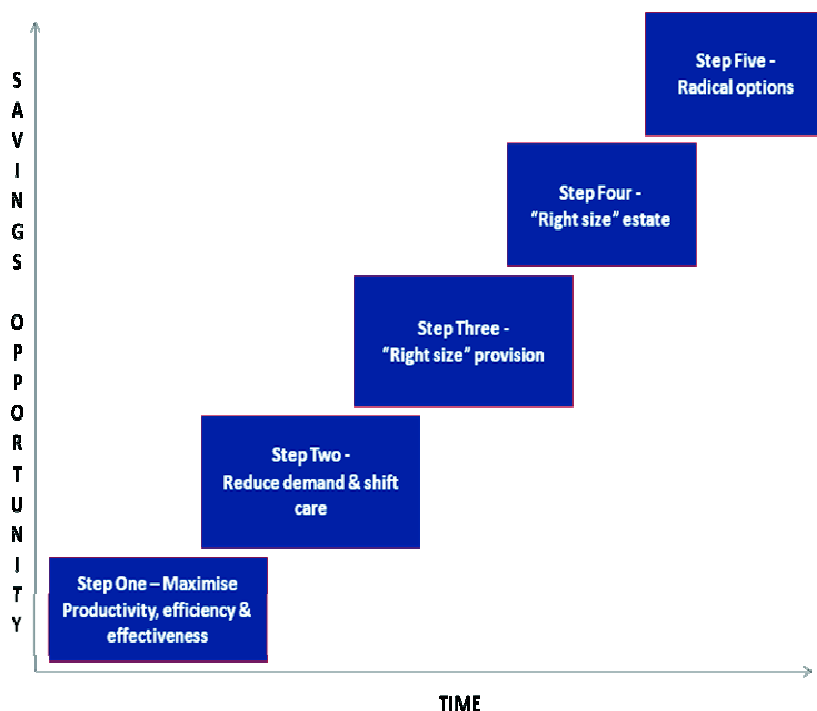 SAVINGS OPPORTUNITY
Step Five -
Radical options
Step Four -
“Right size” estate
Step Three -
“Right size” provision
Step Two -
Reduce demand & shift
care
Step One – Maximise
Productivity, efficiency &
effectiveness
TIME